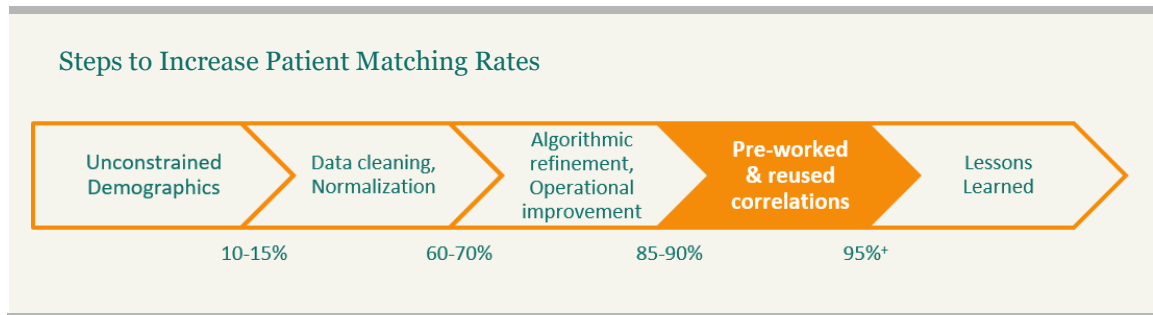 Steps to Increase Patient Matching Rates
Unconstrained
Demographics
Data cleaning,
Normalization
Algorithmic
refinement,
Operational
improvement
Pre-worked
& reused
correlations
Lessons
Learned
10-15%
60-70%
85-90%
95%+